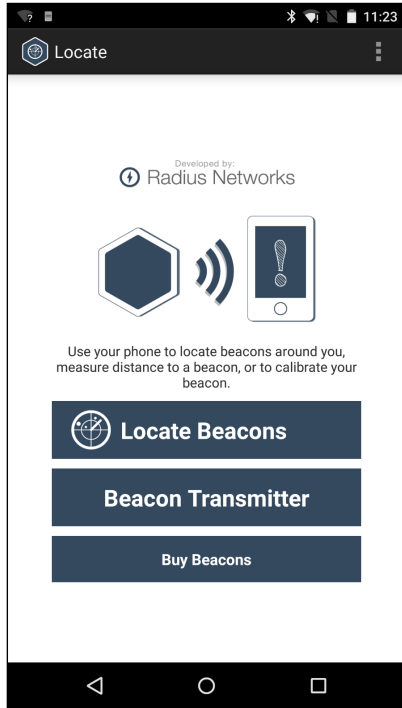 11:23
Locate
Developed by:
Radius Networks
Use your phone to locate beacons around you,
measure distance to a beacon, or to calibrate your
beacon.
Locate Beacons
Beacon Transmitter
Buy Beacons